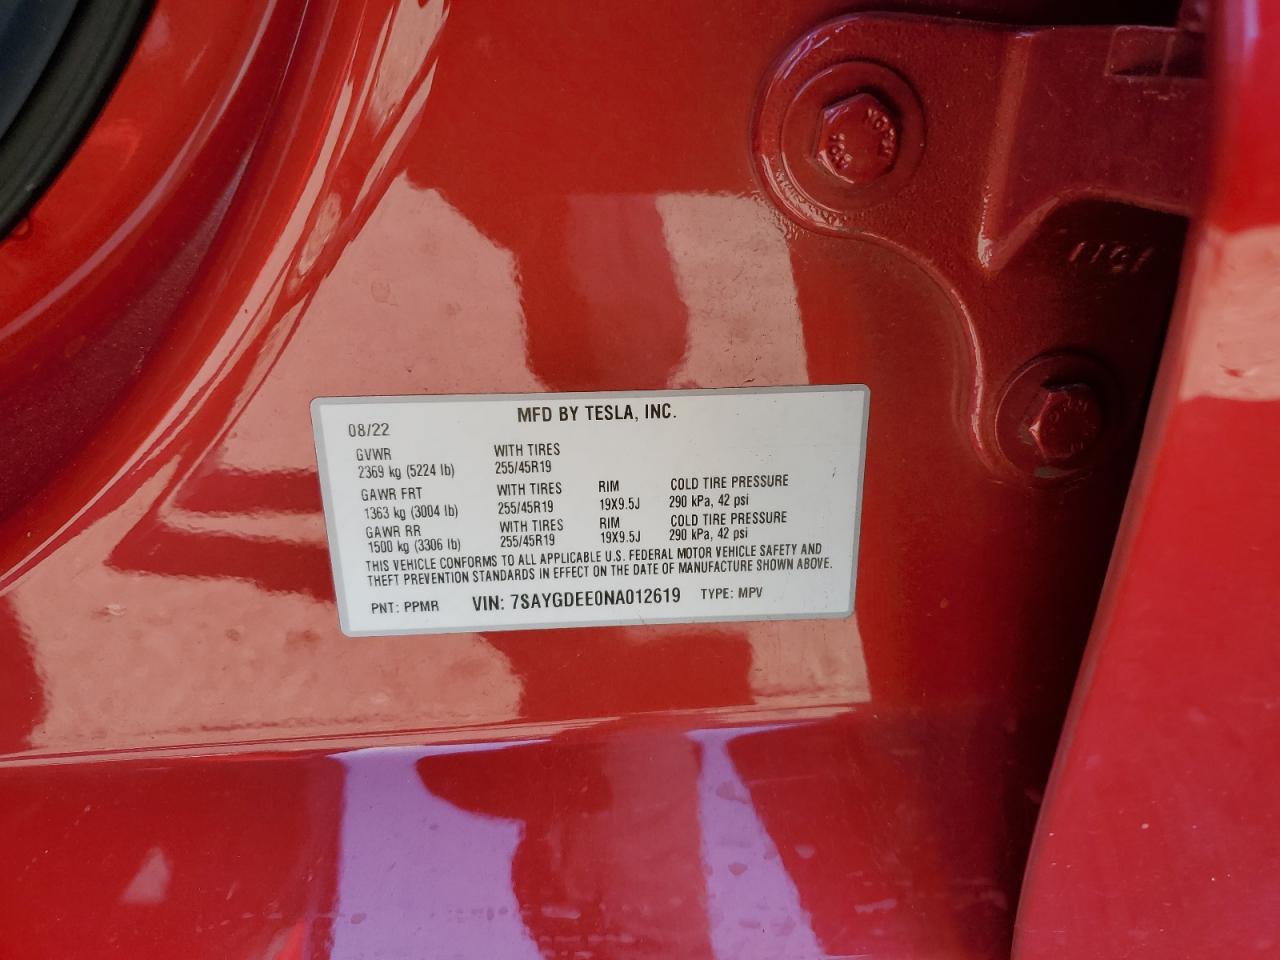 MFD BY TESLA, INC.
08/22
GVWR WITH TIRES
2369 kg (5224 lb) 255/45R19
GAWR FRT WITH TIRES RIM COLD TIRE PRESSURE
1363 kg (3004 lb) 255/45R19 19X9.5J 290 kPa, 42 psi
GAWR RR WITH TIRES RIM COLD TIRE PRESSURE
1500 kg (3306 lb) 255/45R19 19X9.5J 290 kPa, 42 psi
THIS VEHICLE CONFORMS TO ALL APPLICABLE U.S. FEDERAL MOTOR VEHICLE SAFETY AND
THEFT PREVENTION STANDARDS IN EFFECT ON THE DATE OF MANUFACTURE SHOWN ABOVE.
PNT: PPMR VIN: 7SAYGDEE0NA012619 TYPE: MPV